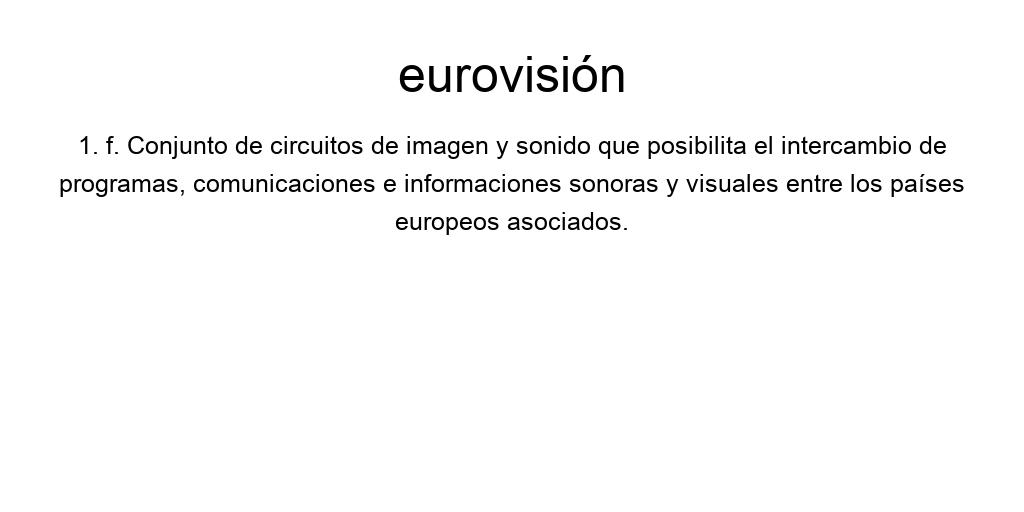 eurovisión
1. f. Conjunto de circuitos de imagen y sonido que posibilita el intercambio de
programas, comunicaciones e informaciones sonoras y visuales entre los países
europeos asociados.